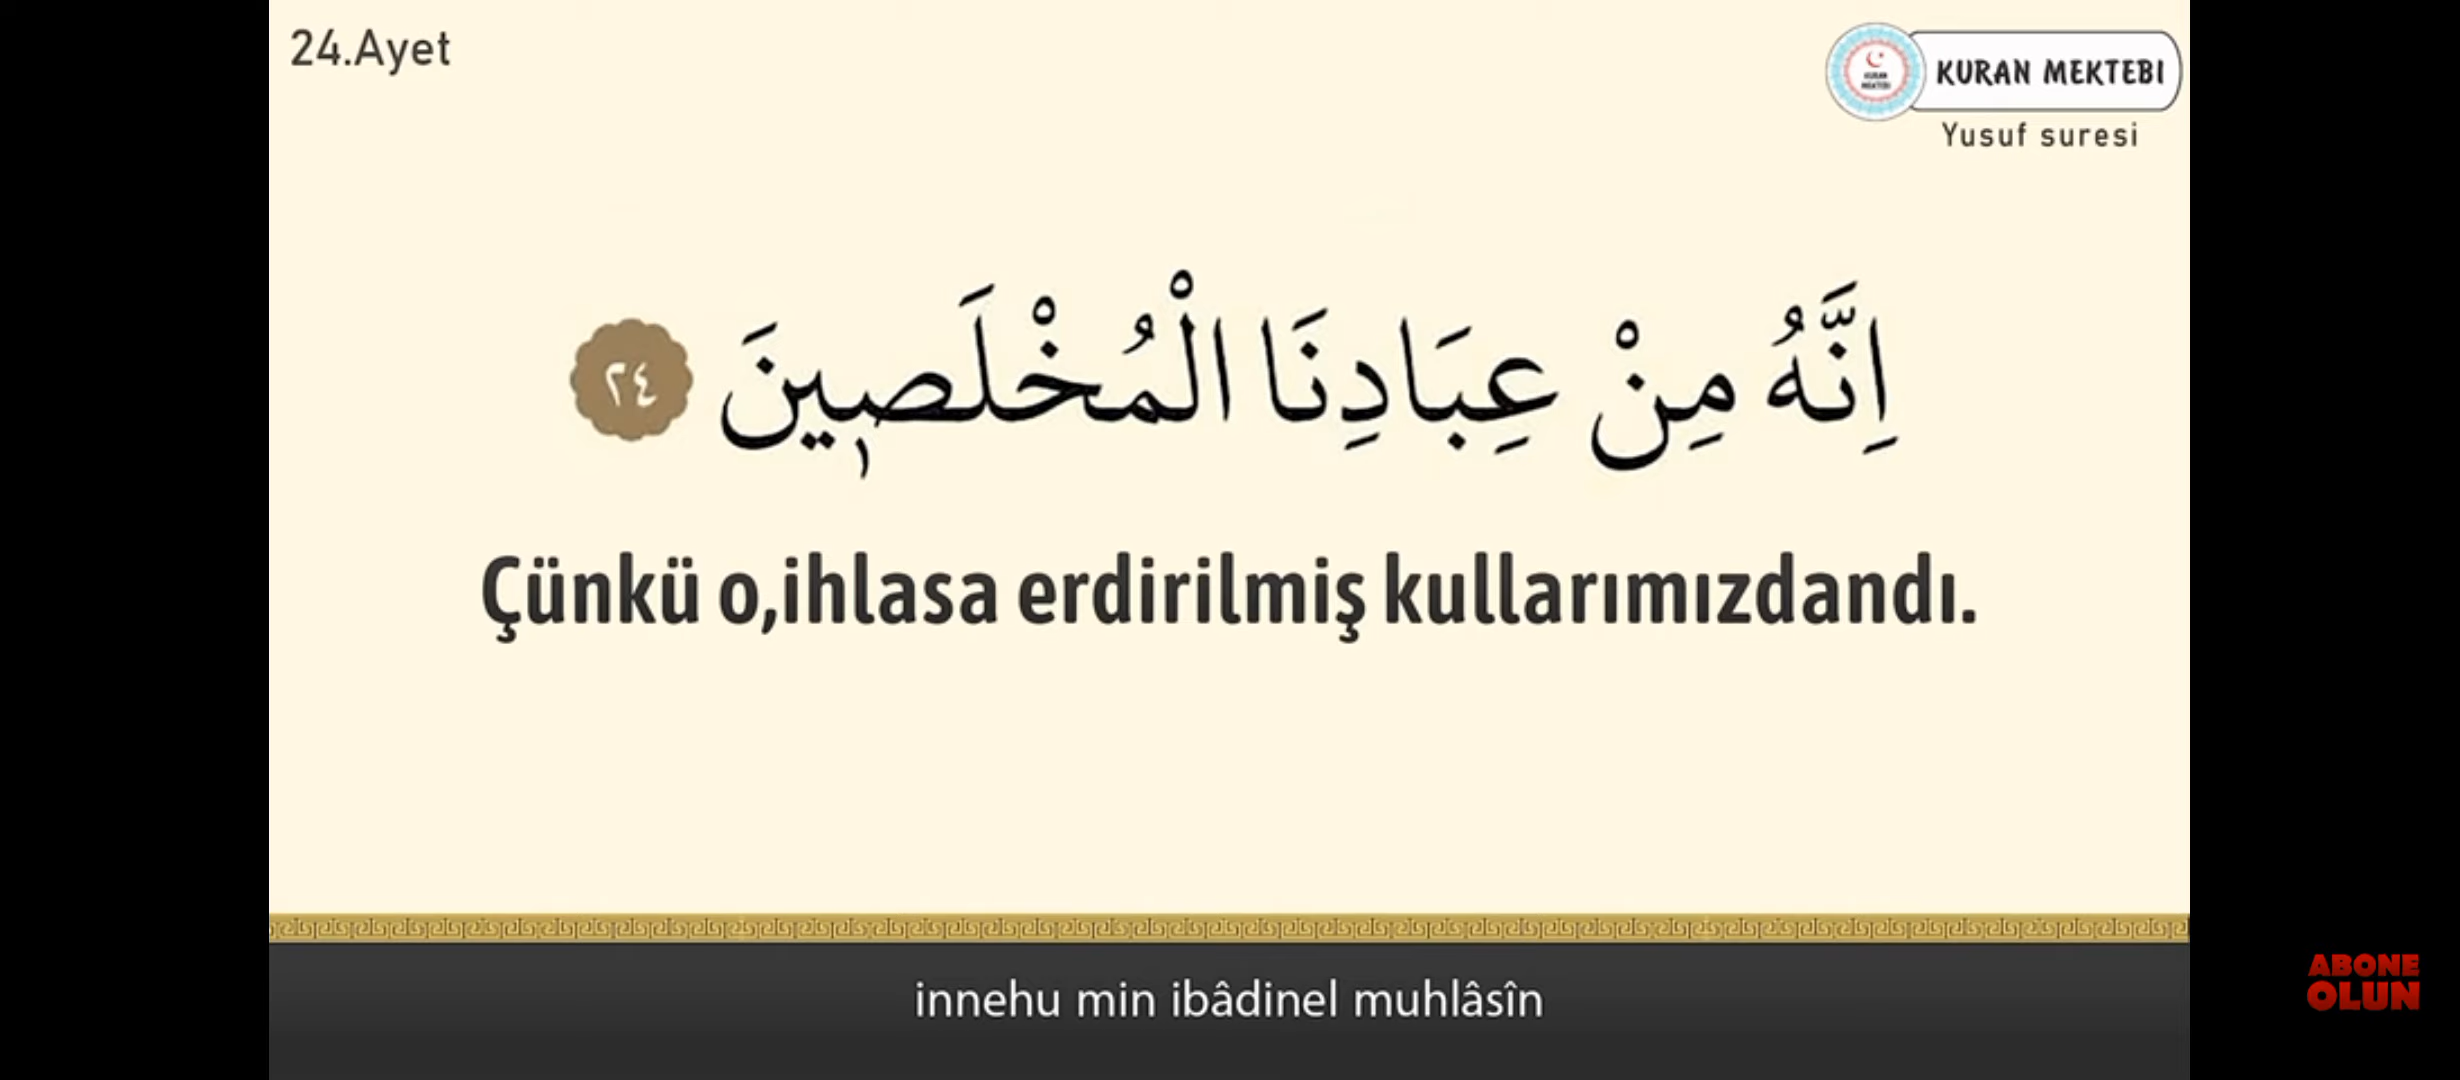 24.Ayet
KURAN MEKTEBI
Yusuf suresi
اِنَّهُ مِنْ عِبَادِنَا الْمُخْلَصٖينَ ٢٤
Çünkü o,ihlasa erdirilmiş kullarımızdandı.
innehu min ibâdinel muhlâsîn
ABONE
OLUN